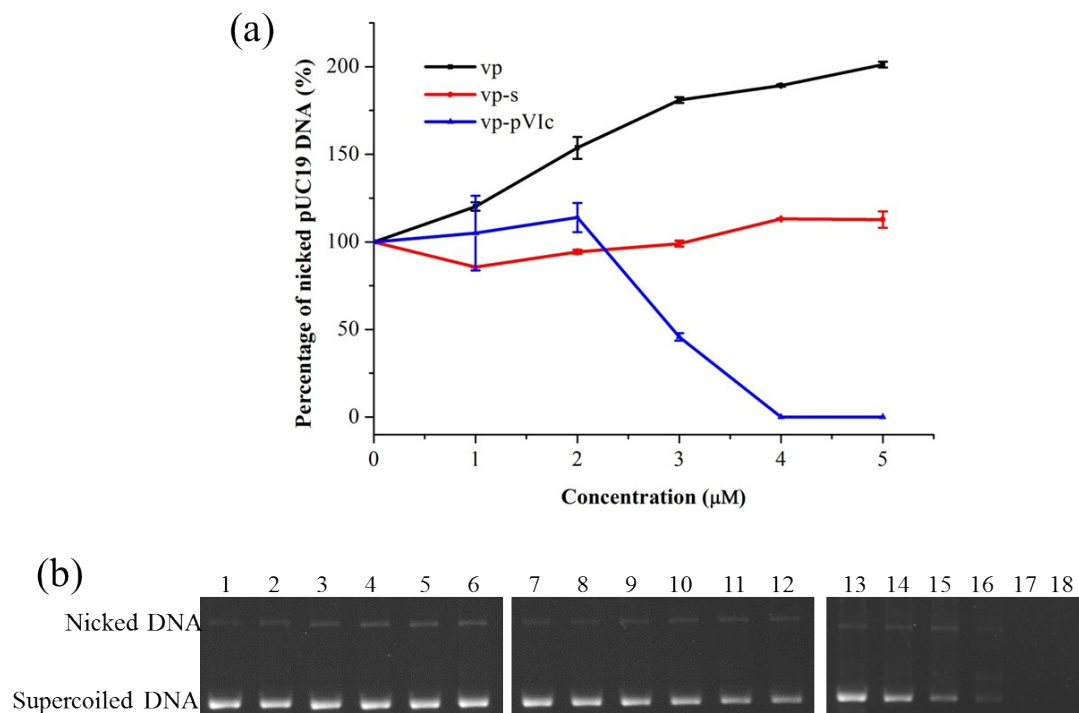 (a)
vp
vp-s
vp-pVIc
Percentage of nicked pUC19 DNA (%)
200
150
100
50
0
0 1 2 3 4 5
Concentration (μM)
(b)
1 2 3 4 5 6 7 8 9 10 11 12 13 14 15 16 17 18
Nicked DNA
Supercoiled DNA